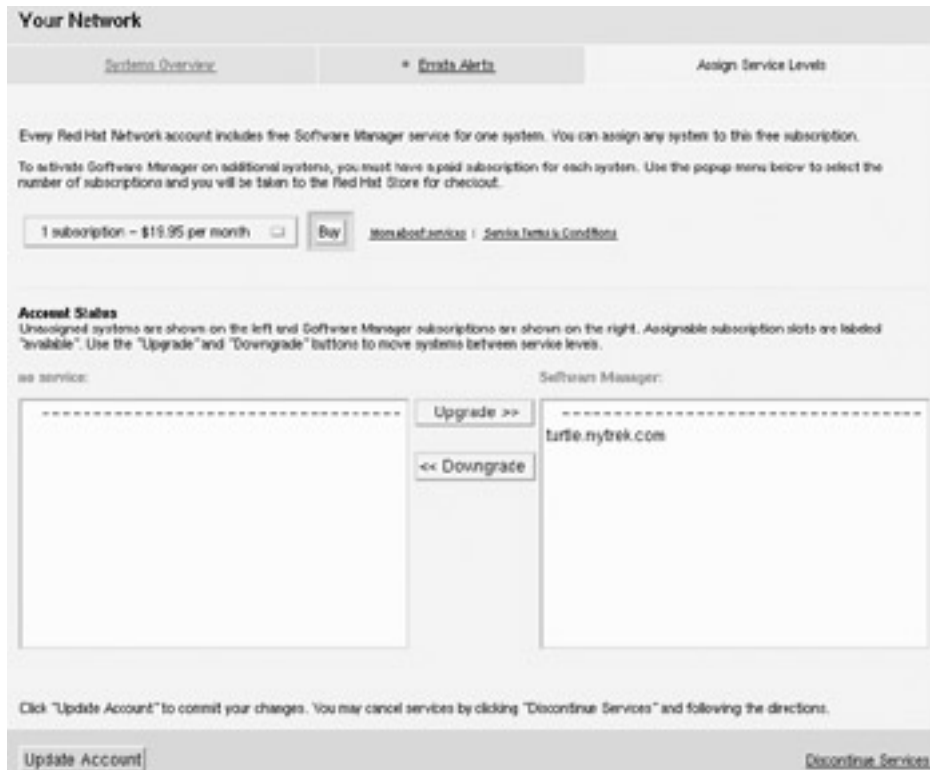 Your Network
Systems Overview
* Errata Alerts
Assign Service Levels
Every Red Hat Network account includes free Software Manager service for one system. You can assign any system to this free subscription.
To activate Software Manager on additional systems, you must have a paid subscription for each system. Use the popup menu below to select the
number of subscriptions and you will be taken to the Red Hat Store for checkout.
1 subscription - $19.95 per month
Buy
More about services | Service Terms & Conditions
Account Status
Unassigned systems are shown on the left and Software Manager subscriptions are shown on the right. Assignable subscription slots are labeled
"available". Use the "Upgrade" and "Downgrade" buttons to move systems between service levels.
no service:
Software Manager:
Upgrade >>
<< Downgrade
turtle.mytrek.com
Click "Update Account" to commit your changes. You may cancel services by clicking "Discontinue Services" and following the directions.
Update Account
Discontinue Services